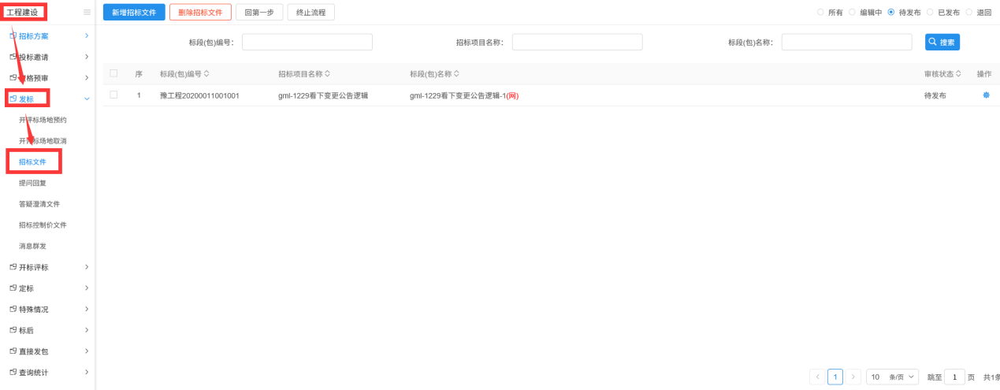 工程建设
新增招标文件 删除招标文件 回第一步 终止流程 所有 编辑中 待发布 已发布 退回
招标方案
投标邀请
格预审
发标
开评标场地预约
开评标场地取消
招标文件
提问回复
答疑澄清文件
招标控制价文件
消息群发
开标评标
定标
特殊情况
标后
直接发包
查询统计
标段(包)编号: 招标项目名称: 标段(包)名称: 搜索
序 标段(包)编号 招标项目名称 标段(包)名称 审核状态 操作
1 豫工程20200011001001 gml-1229看下变更公告逻辑 gml-1229看下变更公告逻辑-1(网) 待发布
1 10 条/页 跳至 1 页 共1条